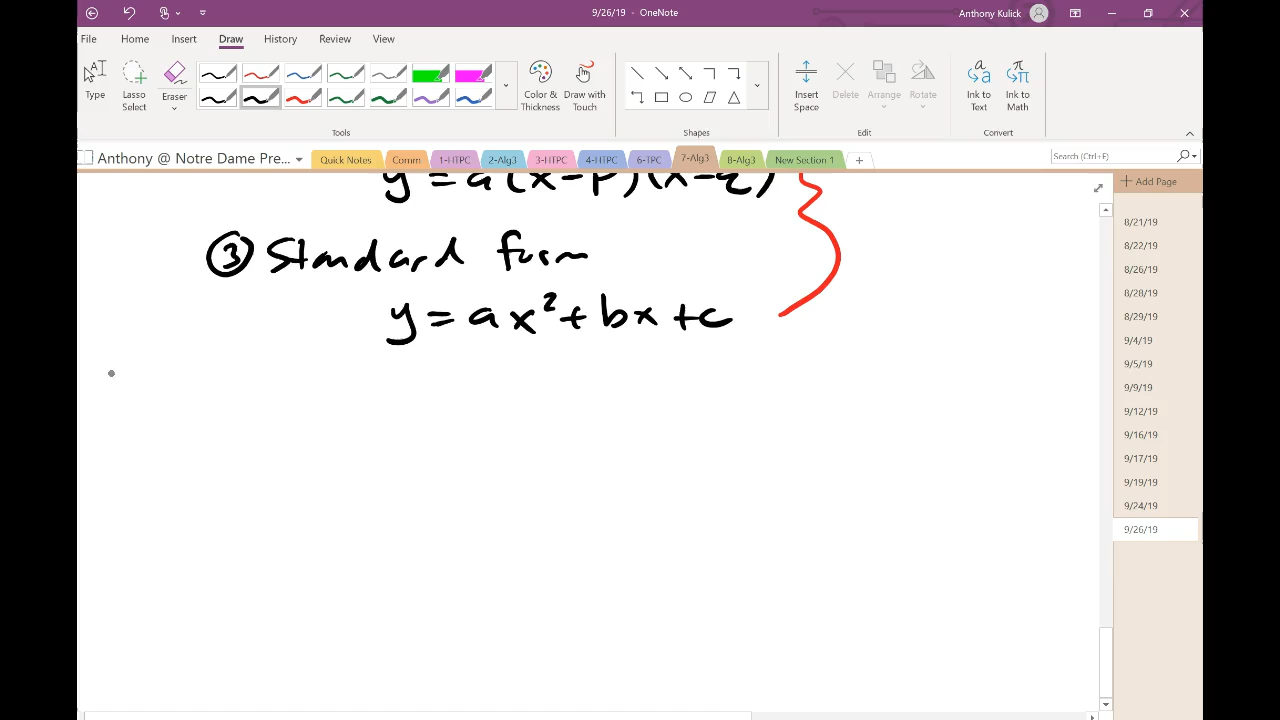 9/26/19 - OneNote
Anthony Kulick
File Home Insert Draw History Review View
Type
Lasso Select
Eraser
Color & Thickness
Draw with Touch
Insert Space
Delete
Arrange
Rotate
Ink to Text
Ink to Math
Tools
Shapes
Edit
Convert
Anthony @ Notre Dame Pre...
Quick Notes Comm 1-HTPC 2-Alg3 3-HTPC 4-HTPC 6-TPC 7-Alg3 8-Alg3 New Section 1 +
Search (Ctrl+F)
+ Add Page
8/21/19
8/22/19
8/26/19
8/28/19
8/29/19
9/4/19
9/5/19
9/9/19
9/12/19
9/16/19
9/17/19
9/19/19
9/24/19
9/26/19
y = a(x-p)(x-q)
③ Standard form
y = ax²+bx+c